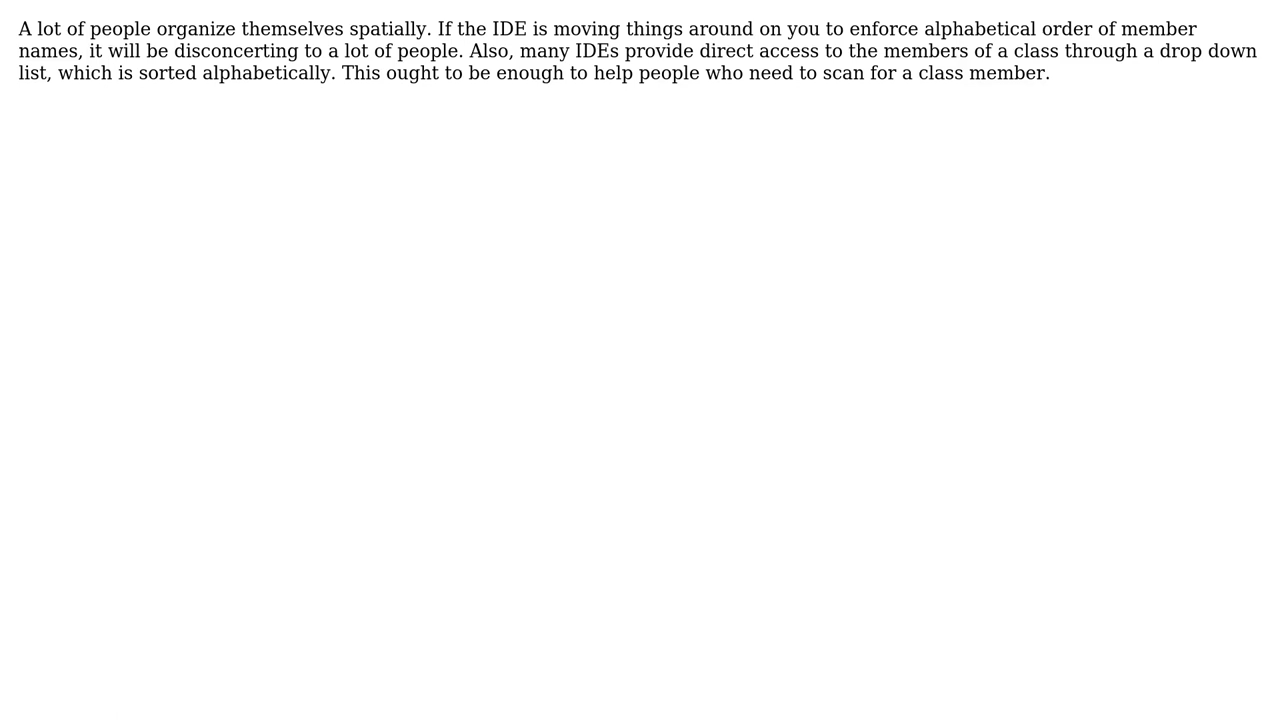 A lot of people organize themselves spatially. If the IDE is moving things around on you to enforce alphabetical order of member
names, it will be disconcerting to a lot of people. Also, many IDEs provide direct access to the members of a class through a drop down
list, which is sorted alphabetically. This ought to be enough to help people who need to scan for a class member.